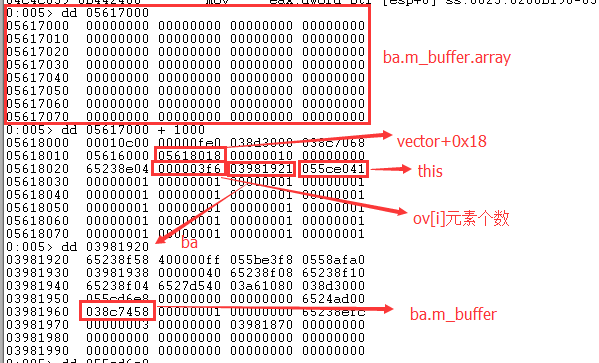 0:005> dd 05617000
05617000 00000000 00000000 00000000 00000000
05617010 00000000 00000000 00000000 00000000
05617020 00000000 00000000 00000000 00000000
05617030 00000000 00000000 00000000 00000000
05617040 00000000 00000000 00000000 00000000
05617050 00000000 00000000 00000000 00000000
05617060 00000000 00000000 00000000 00000000
05617070 00000000 00000000 00000000 00000000
ba.m_buffer.array
0:005> dd 05617000 + 1000
05618000 00010c00 00000fe0 038d3000 038c7068
05618010 05616000 05618018 00000010 00000000
05618020 65238e04 000003f6 03981921 055ce041
05618030 00000001 00000001 00000001 00000001
05618040 00000001 00000001 00000001 00000001
05618050 00000001 00000001 00000001 00000001
05618060 00000001 00000001 00000001 00000001
05618070 00000001 00000001 00000001 00000001
vector+0x18
this
ov[i]元素个数
ba
0:005> dd 03981920
03981920 65238f58 400000ff 055be3f8 0558afa0
03981930 03981938 00000040 65238f08 65238f10
03981940 65238f04 6527d540 03a61080 038d3000
03981950 055cd6e8 00000000 00000000 6524ad00
03981960 038c7458 00000001 00000000 65238efc
03981970 00000003 00000000 03981870 00000000
03981980 00000000 00000000 00000000 00000000
03981990 00000000 00000000 00000000 00000000
ba.m_buffer